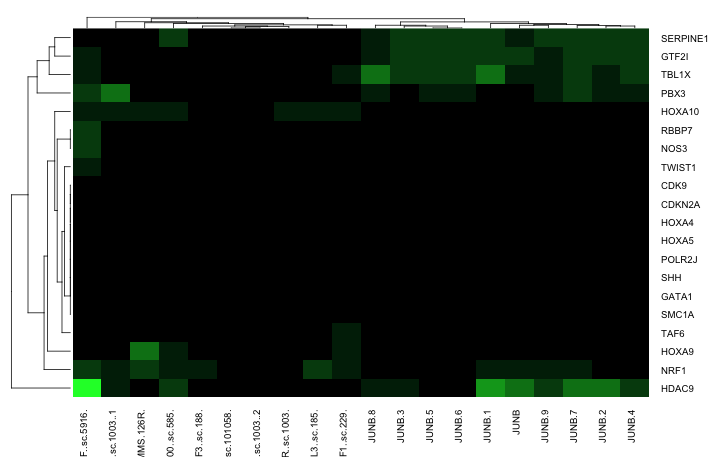 SERPINE1
GTF2I
TBL1X
PBX3
HOXA10
RBBP7
NOS3
TWIST1
CDK9
CDKN2A
HOXA4
HOXA5
POLR2J
SHH
GATA1
SMC1A
TAF6
HOXA9
NRF1
HDAC9
F..sc.5916.
.sc.1003..1
MMS.126R.
00..sc.585.
F3..sc.188.
sc.101058.
.sc.1003..2
R..sc.1003.
L3..sc.185.
F1..sc.229.
JUNB.8
JUNB.3
JUNB.5
JUNB.6
JUNB.1
JUNB
JUNB.9
JUNB.7
JUNB.2
JUNB.4